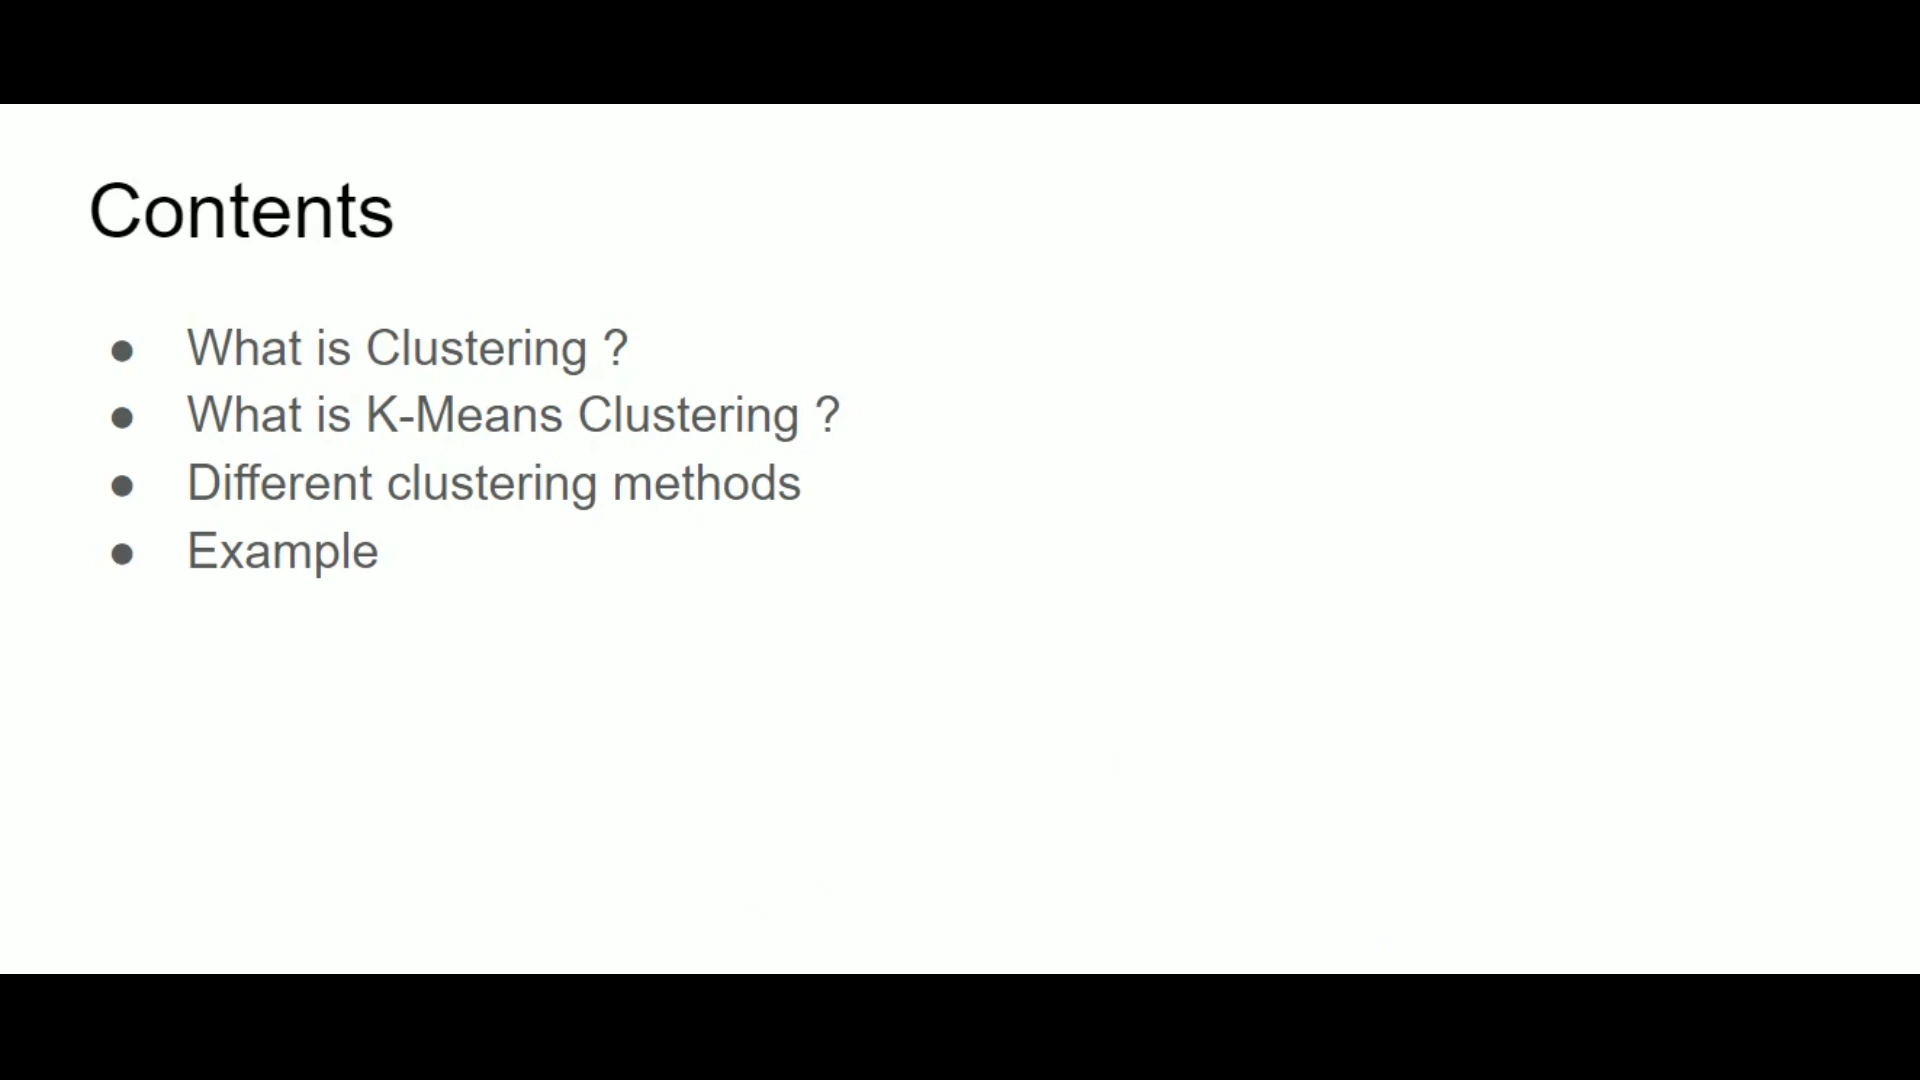 Contents
● What is Clustering ?
● What is K-Means Clustering ?
● Different clustering methods
● Example